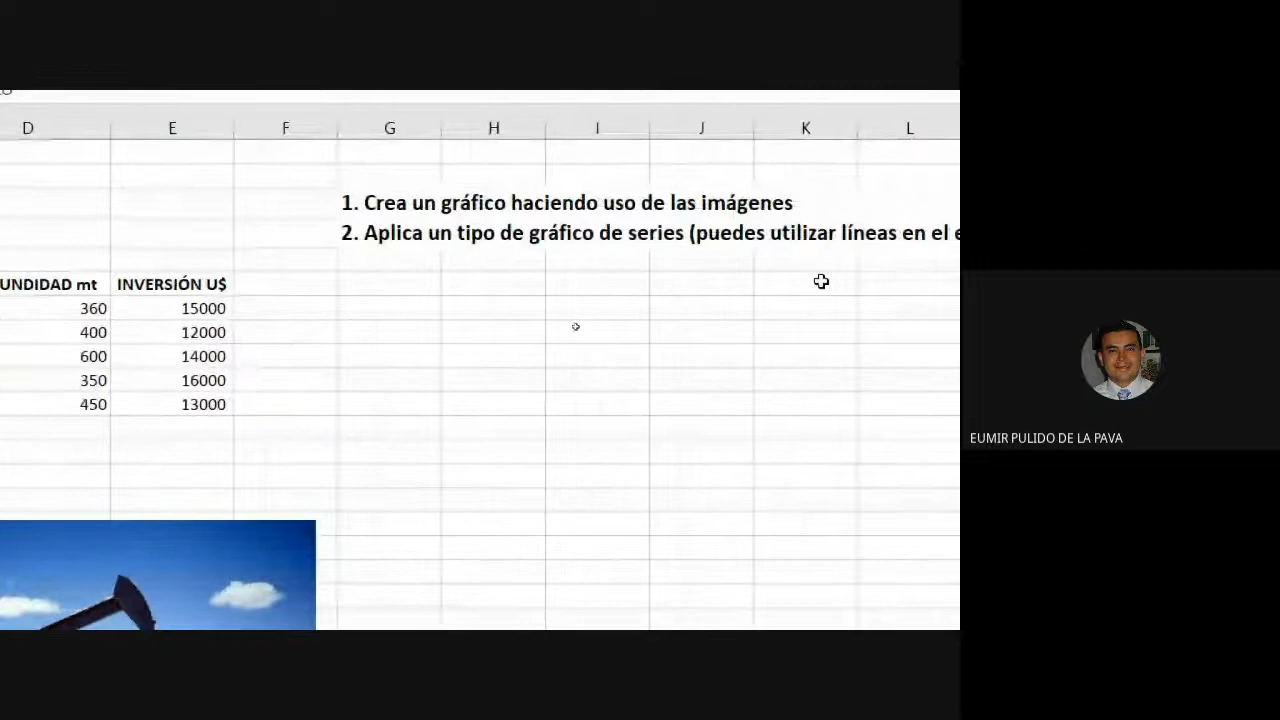 D E F G H I J K L
1. Crea un gráfico haciendo uso de las imágenes
2. Aplica un tipo de gráfico de series (puedes utilizar líneas en el
UNDIDAD mt INVERSIÓN U$
360 15000
400 12000
600 14000
350 16000
450 13000
EUMIR PULIDO DE LA PAVA